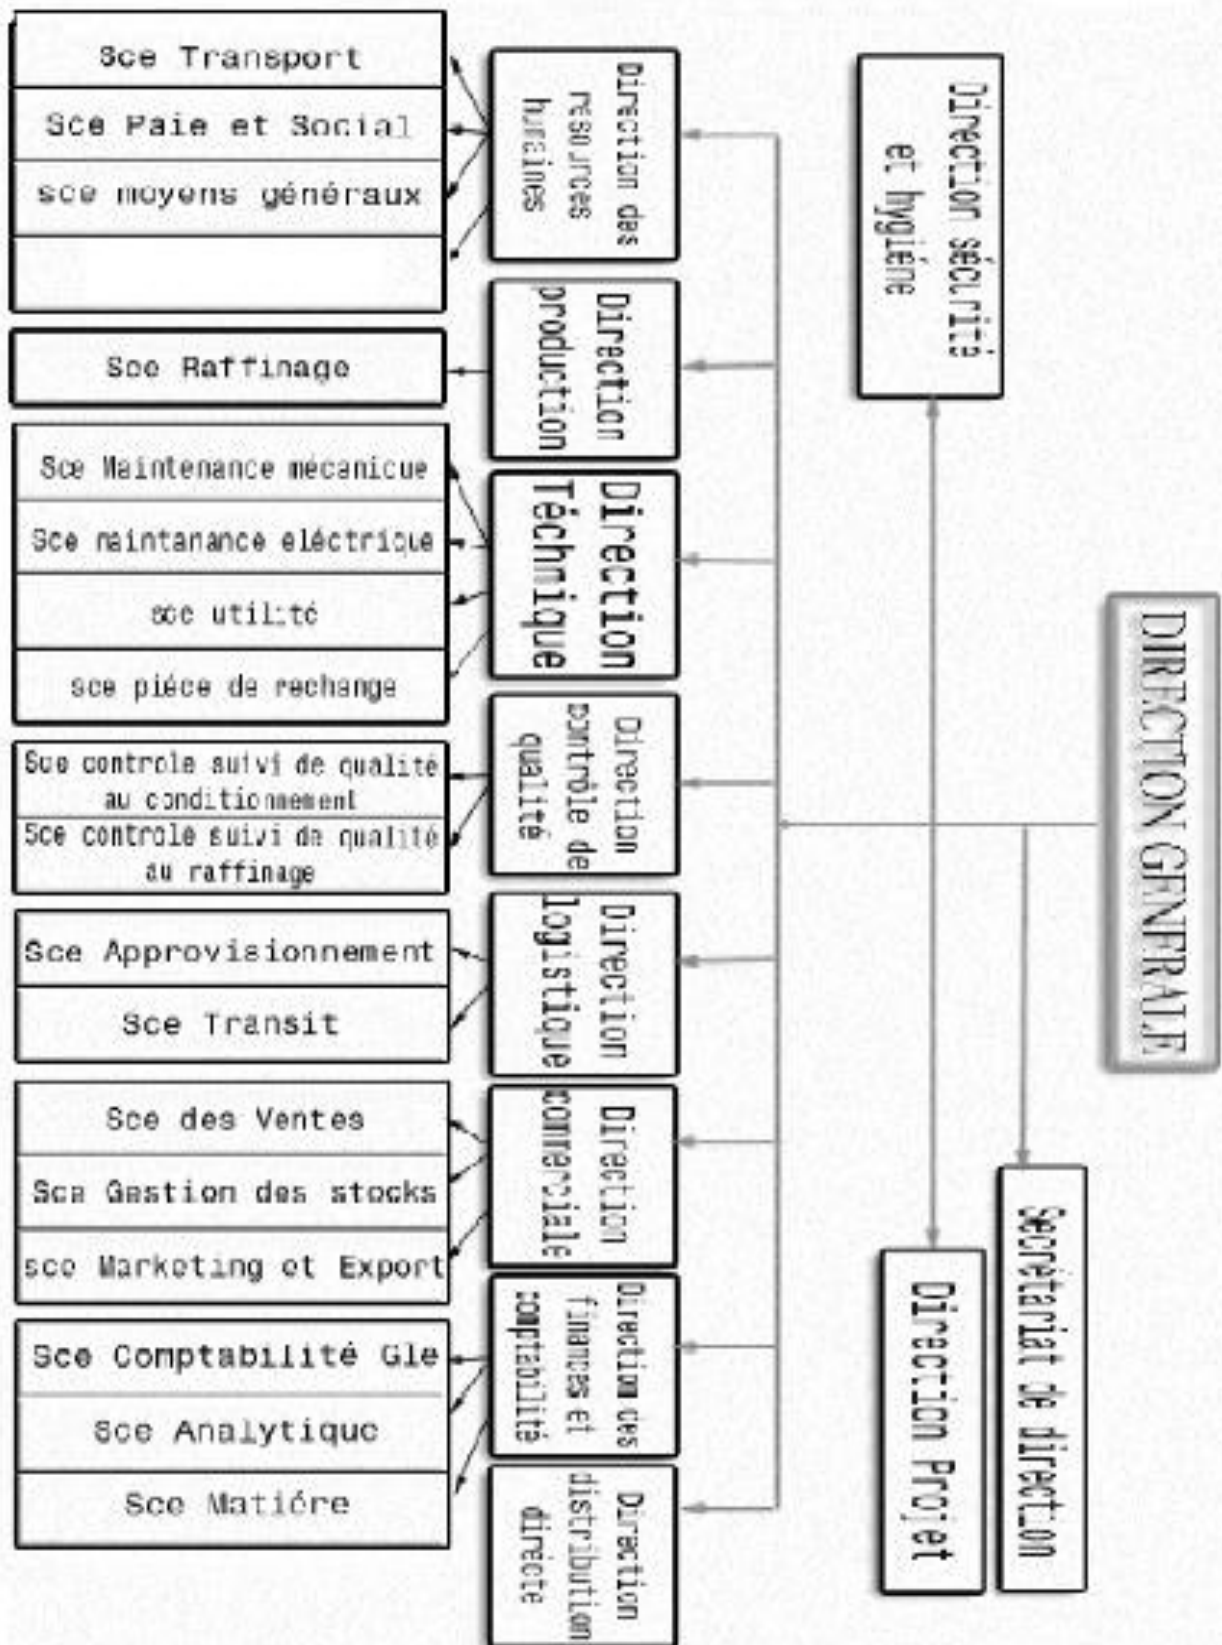 DIRECTION GENERALE
Secrétariat de direction
Direction sécurité
et hygiéne
Direction Projet
Direction des
resources
humaines
Sce Transport
Sce Paie et Social
sce moyens généraux
Direction
production
Sce Raffinage
Direction
Téchnique
Sce Maintenance mécanique
Sce maintanance eléctrique
sce utilité
sce piéce de rechange
Direction
contrôle de
qualité
Sce controle suivi de qualité
au conditionnement
Sce controle suivi de qualité
au raffinage
Direction
logistique
Sce Approvisionnement
Sce Transit
Direction
commerciale
Sce des Ventes
Sce Gestion des stocks
sce Marketing et Export
Direction des
finances et
comptabilité
Sce Comptabilité Gle
Sce Analytique
Sce Matiére
Direction
distribution
directe